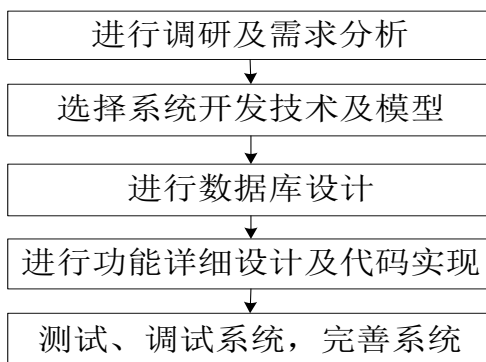 进行调研及需求分析
选择系统开发技术及模型
进行数据库设计
进行功能详细设计及代码实现
测试、调试系统，完善系统